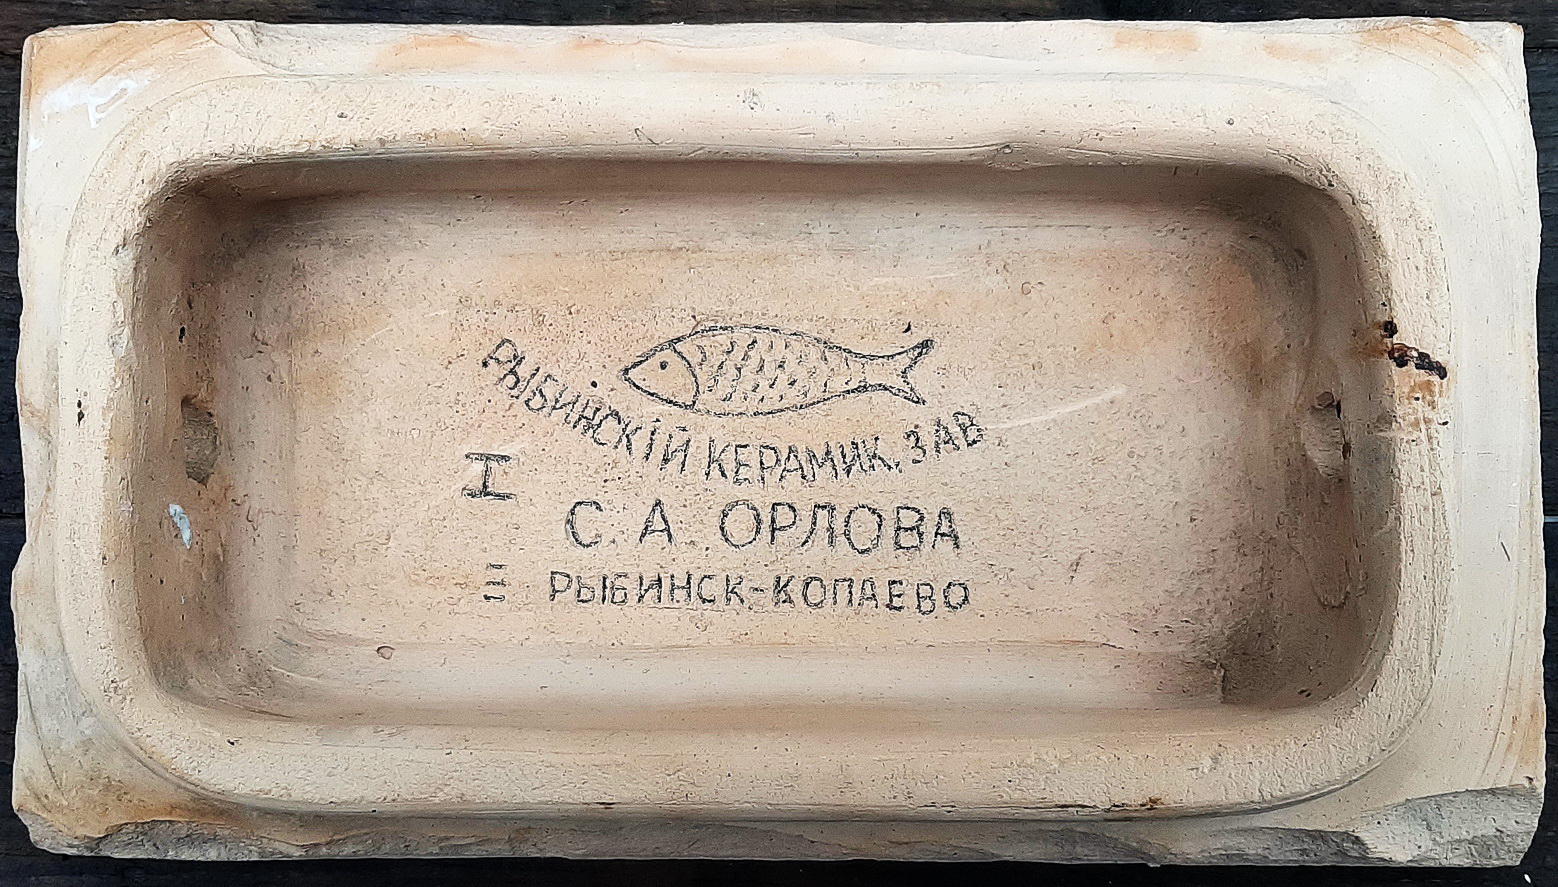 РЫБИНСКІЙ КЕРАМИК. ЗАВ
С. А. ОРЛОВА
РЫБИНСК-КОПАЕВО